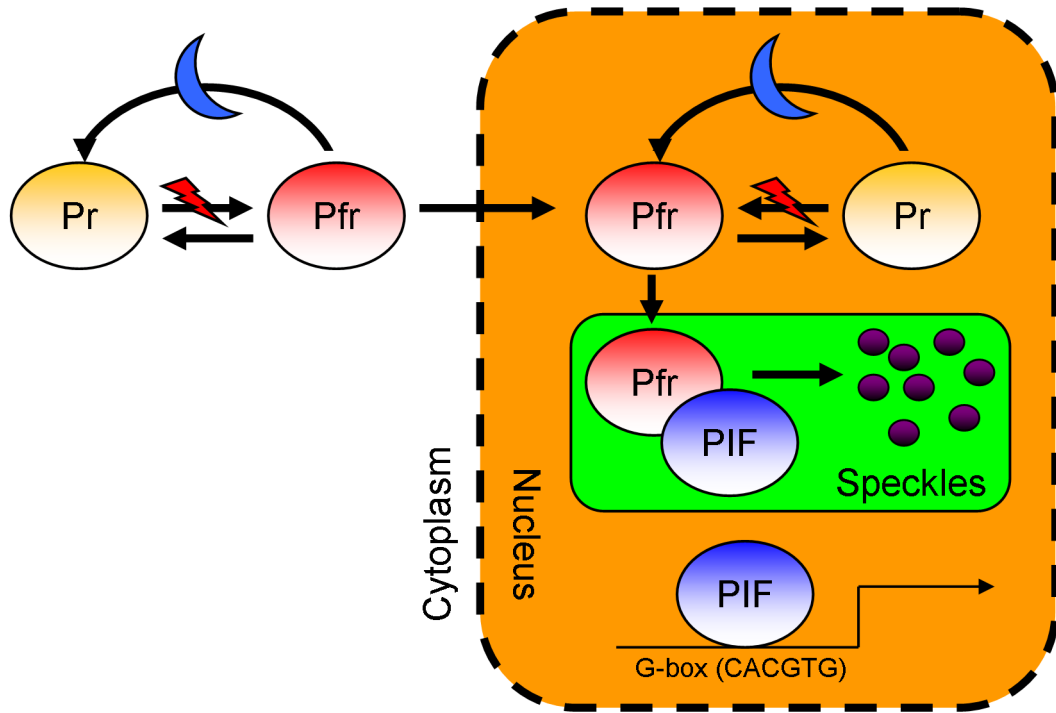 Pr
Pfr
Pfr
Pr
Pfr
PIF
Speckles
Cytoplasm
Nucleus
PIF
G-box (CACGTG)